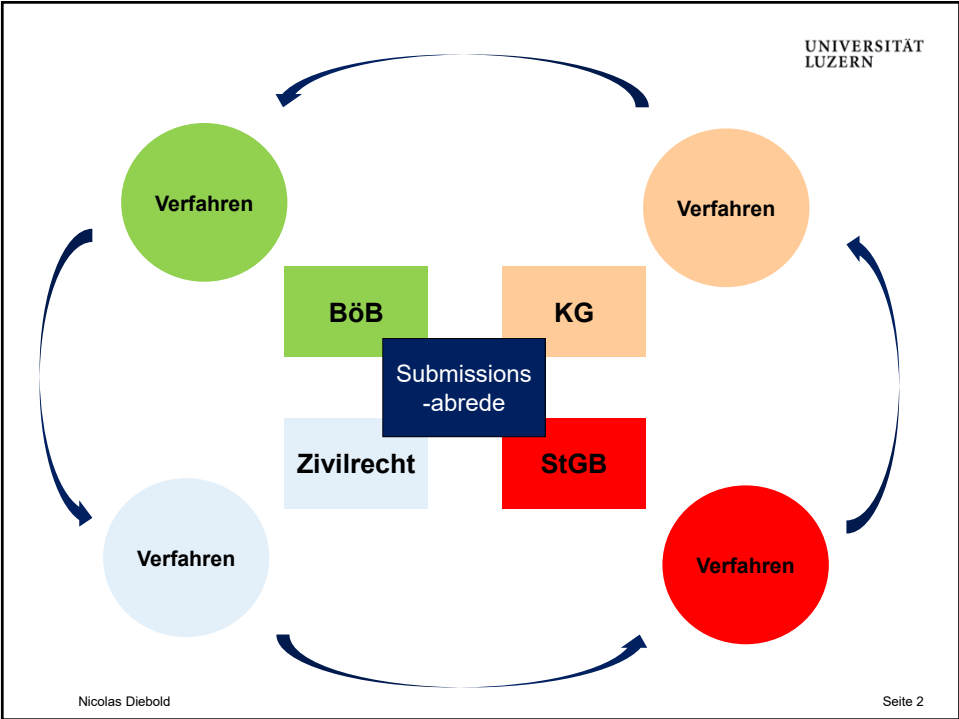 UNIVERSITÄT
LUZERN
Verfahren
Verfahren
BöB
KG
Submissions
-abrede
Zivilrecht
StGB
Verfahren
Verfahren
Nicolas Diebold
Seite 2